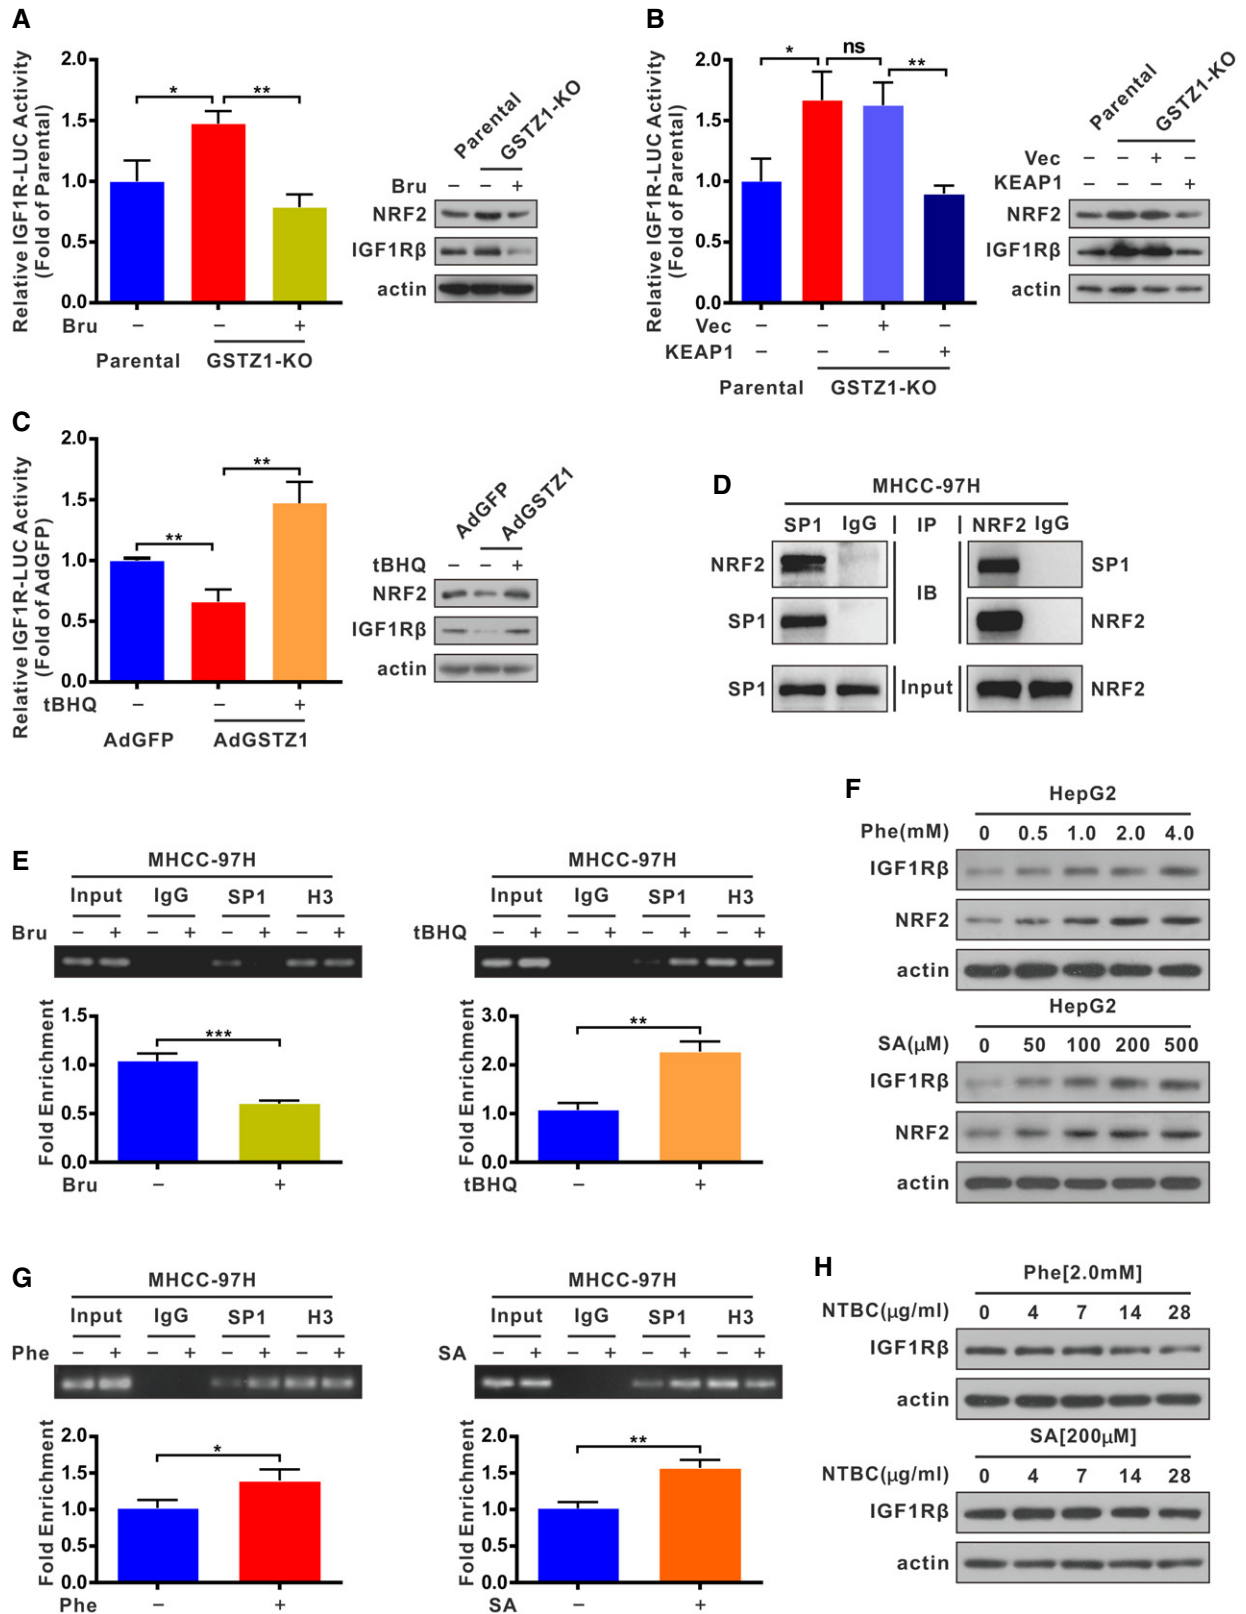 A
Relative IGF1R-LUC Activity
(Fold of Parental)
2.0
1.5
1.0
0.5
0.0
*
**
Bru – – +
Parental GSTZ1-KO
Parental GSTZ1-KO
Bru – – +
NRF2
IGF1Rβ
actin
B
Relative IGF1R-LUC Activity
(Fold of Parental)
2.0
1.5
1.0
0.5
0.0
*
ns
**
Vec – – + –
KEAP1 – – – +
Parental GSTZ1-KO
Parental GSTZ1-KO
Vec – – + –
KEAP1 – – – +
NRF2
IGF1Rβ
actin
C
Relative IGF1R-LUC Activity
(Fold of AdGFP)
2.0
1.5
1.0
0.5
0.0
**
**
tBHQ – – +
AdGFP AdGSTZ1
AdGFP AdGSTZ1
tBHQ – – +
NRF2
IGF1Rβ
actin
D
MHCC-97H
SP1 IgG | IP | NRF2 IgG
NRF2 SP1
IB
SP1 NRF2
SP1 Input NRF2
E
MHCC-97H
Input IgG SP1 H3
Bru – + – + – + – +
Fold Enrichment
1.5
1.0
0.5
0.0
***
Bru – +
MHCC-97H
Input IgG SP1 H3
tBHQ – + – + – + – +
Fold Enrichment
3.0
2.0
1.0
0.0
**
tBHQ – +
F
HepG2
Phe(mM) 0 0.5 1.0 2.0 4.0
IGF1Rβ
NRF2
actin
HepG2
SA(μM) 0 50 100 200 500
IGF1Rβ
NRF2
actin
G
MHCC-97H
Input IgG SP1 H3
Phe – + – + – + – +
Fold Enrichment
2.0
1.5
1.0
0.5
0.0
*
Phe – +
MHCC-97H
Input IgG SP1 H3
SA – + – + – + – +
Fold Enrichment
2.0
1.5
1.0
0.5
0.0
**
SA – +
H
Phe[2.0mM]
NTBC(μg/ml) 0 4 7 14 28
IGF1Rβ
actin
SA[200μM]
NTBC(μg/ml) 0 4 7 14 28
IGF1Rβ
actin